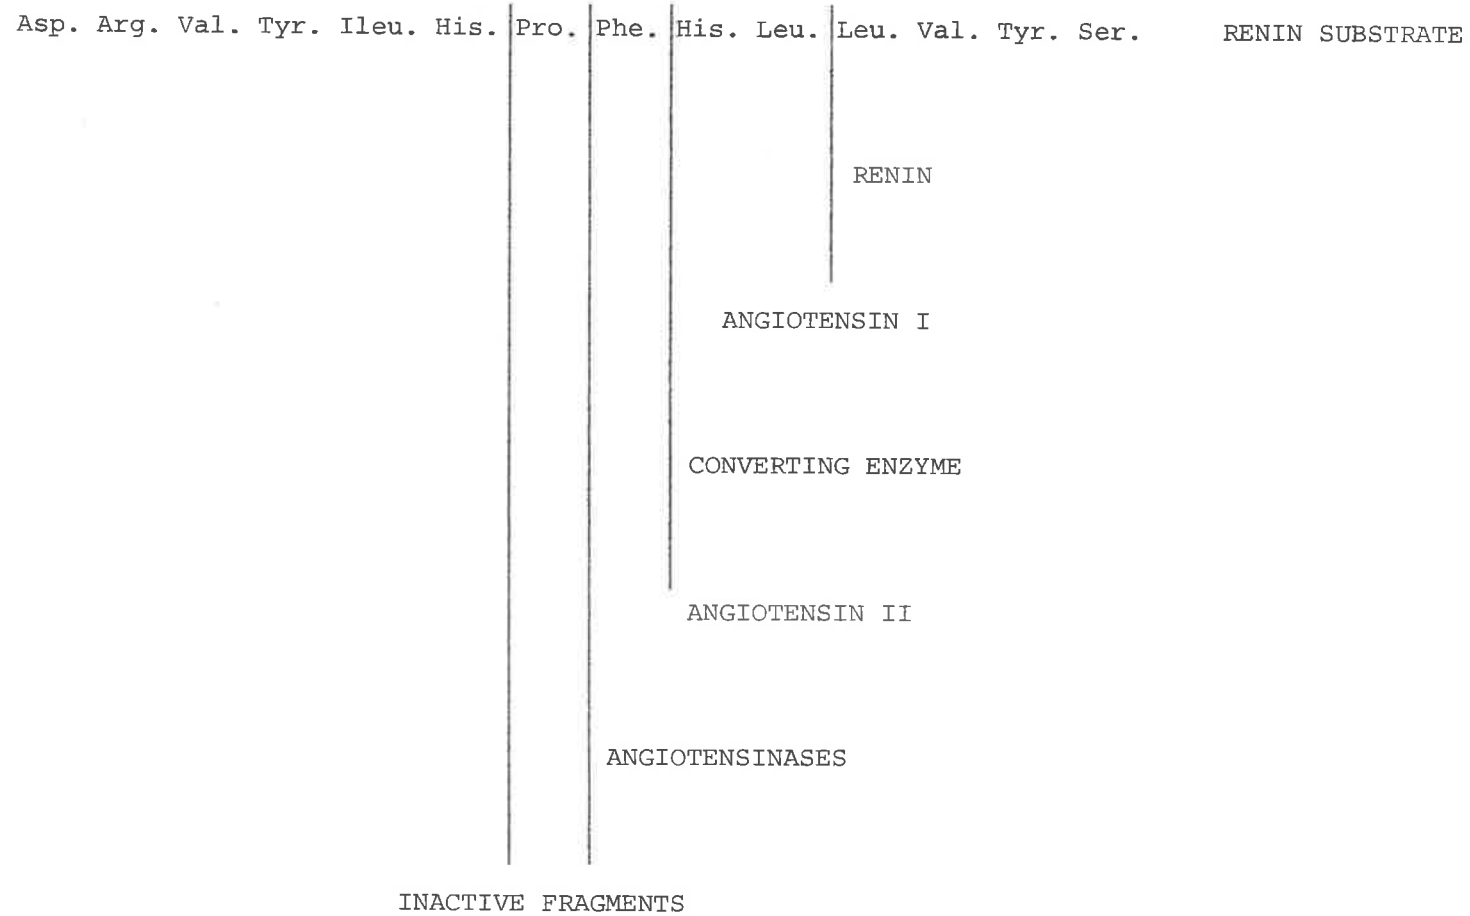 Asp. Arg. Val. Tyr. Ileu. His. Pro. Phe. His. Leu. Leu. Val. Tyr. Ser. RENIN SUBSTRATE
RENIN
ANGIOTENSIN I
CONVERTING ENZYME
ANGIOTENSIN II
ANGIOTENSINASES
INACTIVE FRAGMENTS